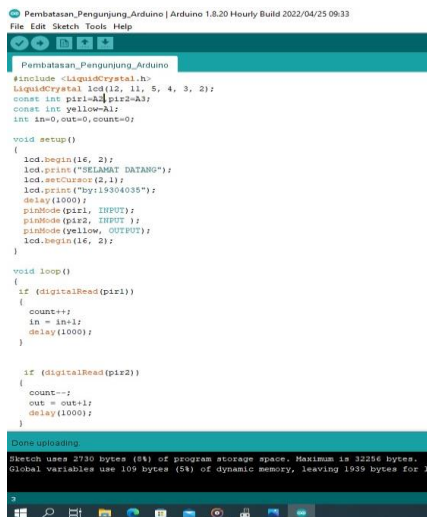 Pembatasan_Pengunjung_Arduino | Arduino 1.8.20 Hourly Build 2022/04/25 09:33
File Edit Sketch Tools Help
Pembatasan_Pengunjung_Arduino
#include <LiquidCrystal.h>
LiquidCrystal lcd(12, 11, 5, 4, 3, 2);
const int pir1=A2,pir2=A3;
const int yellow=A1;
int in=0,out=0,count=0;
void setup()
{
lcd.begin(16, 2);
lcd.print("SELAMAT DATANG");
lcd.setCursor(2,1);
lcd.print("by:19304035");
delay(1000);
pinMode(pir1, INPUT);
pinMode(pir2, INPUT );
pinMode(yellow, OUTPUT);
lcd.begin(16, 2);
}
void loop()
{
if (digitalRead(pir1))
{
count++;
in = in+1;
delay(1000);
}
if (digitalRead(pir2))
{
count--;
out = out+1;
delay(1000);
}
Done uploading.
Sketch uses 2730 bytes (8%) of program storage space. Maximum is 32256 bytes.
Global variables use 109 bytes (5%) of dynamic memory, leaving 1939 bytes for
3